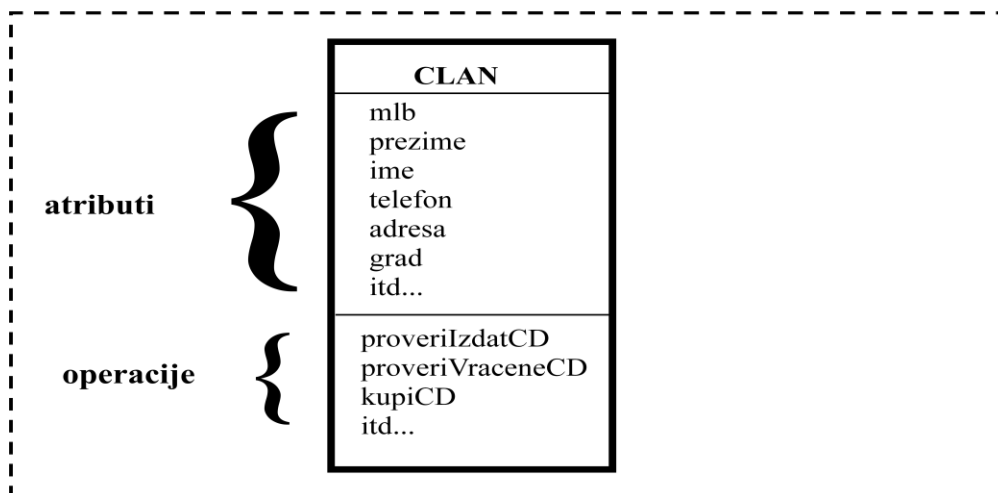 CLAN
mlb
prezime
ime
telefon
adresa
grad
itd...
atributi
proveriIzdatCD
proveriVraceneCD
kupiCD
itd...
operacije